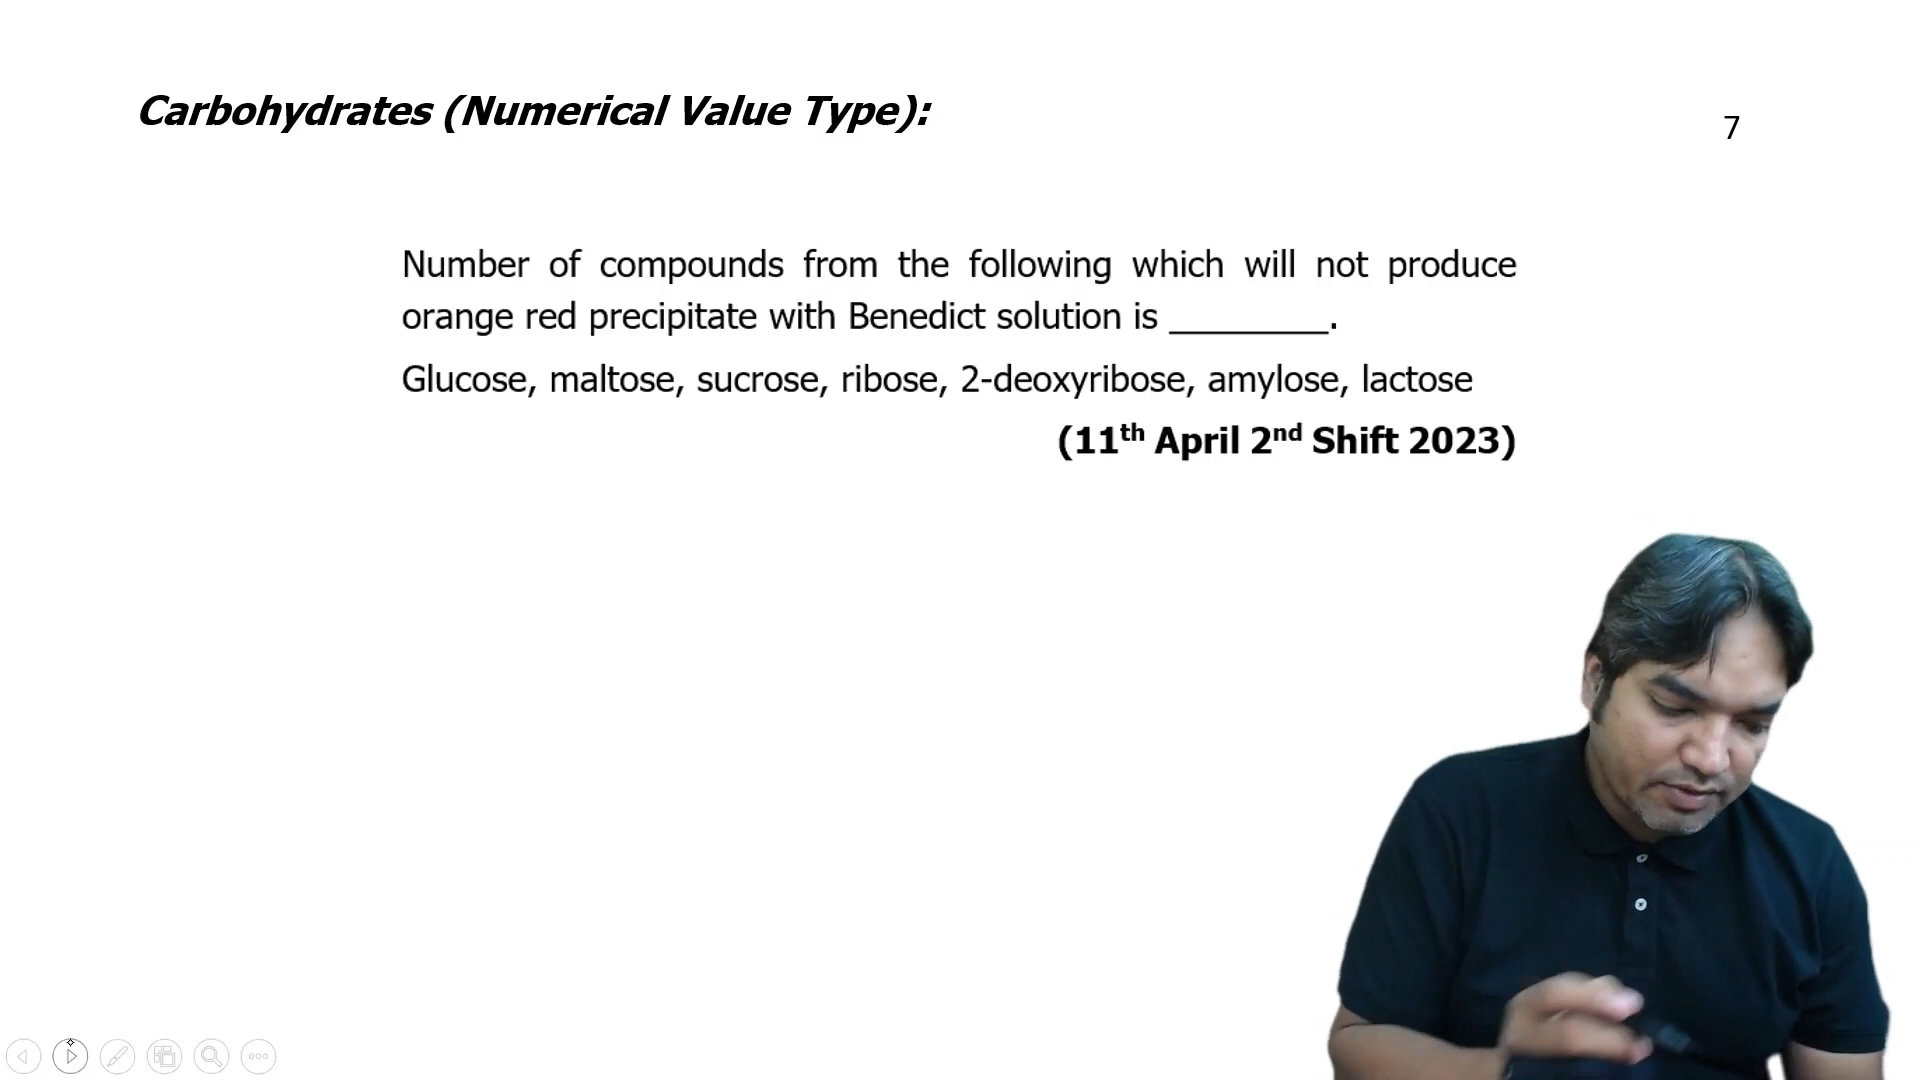 Carbohydrates (Numerical Value Type):
7
Number of compounds from the following which will not produce
orange red precipitate with Benedict solution is ________.
Glucose, maltose, sucrose, ribose, 2-deoxyribose, amylose, lactose
(11th April 2nd Shift 2023)